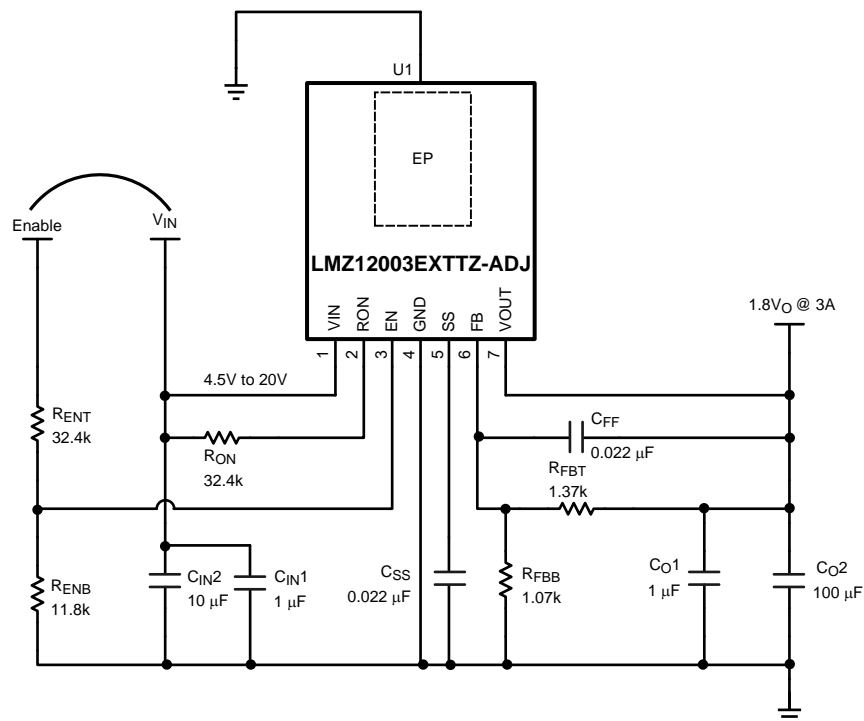 U1
EP
Enable
VIN
LMZ12003EXTTZ-ADJ
VIN
RON
EN
GND
SS
FB
VOUT
1
2
3
4
5
6
7
1.8VO @ 3A
4.5V to 20V
RENT
32.4k
RON
32.4k
CFF
0.022 μF
RFBT
1.37k
RENB
11.8k
CIN2
10 μF
CIN1
1 μF
CSS
0.022 μF
RFBB
1.07k
CO1
1 μF
CO2
100 μF